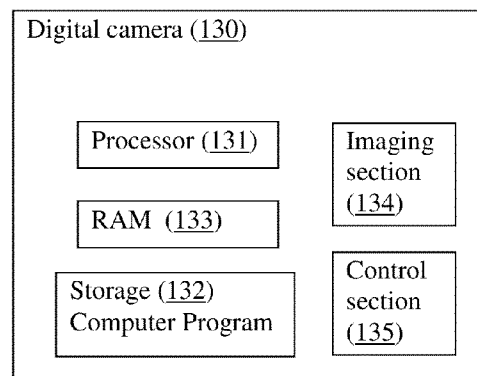 Digital camera (130)
Processor (131)
Imaging
section
(134)
RAM (133)
Storage (132)
Computer Program
Control
section
(135)